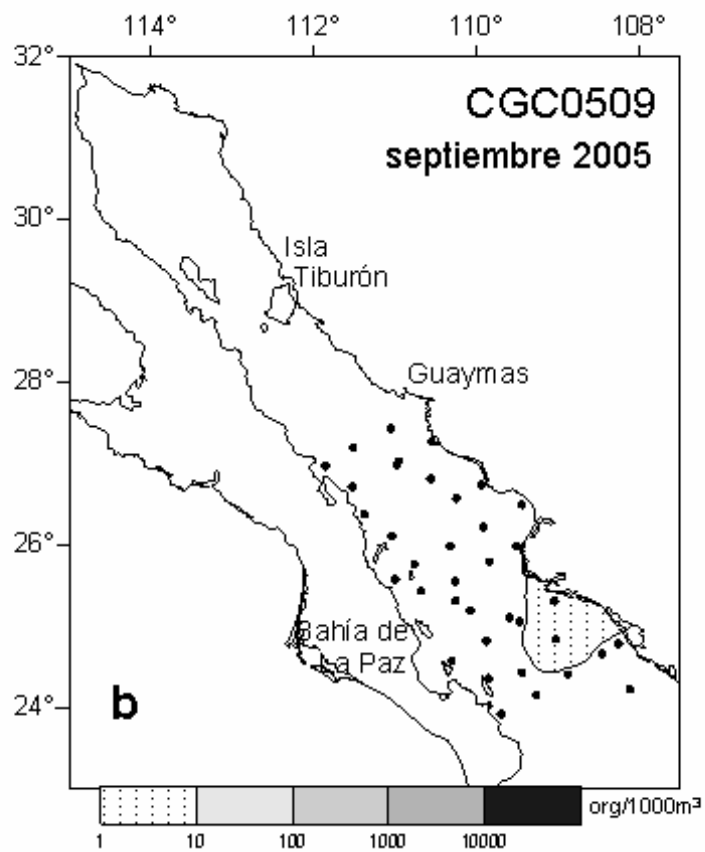 114° 112° 110° 108°
32°
CGC0509
septiembre 2005
30°
Isla
Tiburón
28°
Guaymas
26°
Bahía de
a Paz
24°
b
org/1000m³
1 10 100 1000 10000